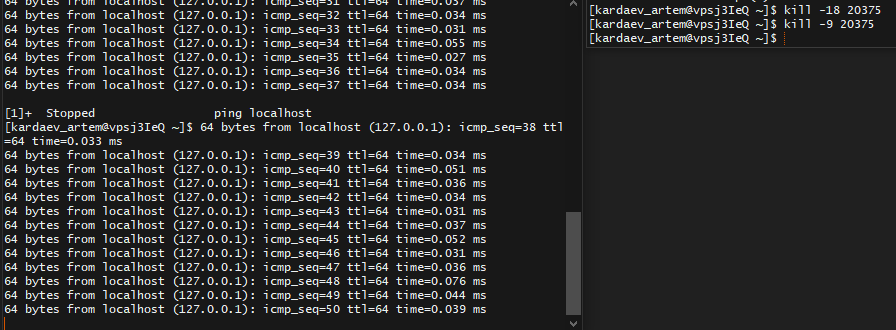 64 bytes from localhost (127.0.0.1): icmp_seq=31 ttl=64 time=0.037 ms
64 bytes from localhost (127.0.0.1): icmp_seq=32 ttl=64 time=0.034 ms
64 bytes from localhost (127.0.0.1): icmp_seq=33 ttl=64 time=0.031 ms
64 bytes from localhost (127.0.0.1): icmp_seq=34 ttl=64 time=0.055 ms
64 bytes from localhost (127.0.0.1): icmp_seq=35 ttl=64 time=0.027 ms
64 bytes from localhost (127.0.0.1): icmp_seq=36 ttl=64 time=0.034 ms
64 bytes from localhost (127.0.0.1): icmp_seq=37 ttl=64 time=0.034 ms
[1]+  Stopped                 ping localhost
[kardaev_artem@vpsj3IeQ ~]$ 64 bytes from localhost (127.0.0.1): icmp_seq=38 ttl
=64 time=0.033 ms
64 bytes from localhost (127.0.0.1): icmp_seq=39 ttl=64 time=0.034 ms
64 bytes from localhost (127.0.0.1): icmp_seq=40 ttl=64 time=0.051 ms
64 bytes from localhost (127.0.0.1): icmp_seq=41 ttl=64 time=0.036 ms
64 bytes from localhost (127.0.0.1): icmp_seq=42 ttl=64 time=0.034 ms
64 bytes from localhost (127.0.0.1): icmp_seq=43 ttl=64 time=0.031 ms
64 bytes from localhost (127.0.0.1): icmp_seq=44 ttl=64 time=0.037 ms
64 bytes from localhost (127.0.0.1): icmp_seq=45 ttl=64 time=0.052 ms
64 bytes from localhost (127.0.0.1): icmp_seq=46 ttl=64 time=0.031 ms
64 bytes from localhost (127.0.0.1): icmp_seq=47 ttl=64 time=0.036 ms
64 bytes from localhost (127.0.0.1): icmp_seq=48 ttl=64 time=0.076 ms
64 bytes from localhost (127.0.0.1): icmp_seq=49 ttl=64 time=0.044 ms
64 bytes from localhost (127.0.0.1): icmp_seq=50 ttl=64 time=0.039 ms
[kardaev_artem@vpsj3IeQ ~]$ kill -18 20375
[kardaev_artem@vpsj3IeQ ~]$ kill -9 20375
[kardaev_artem@vpsj3IeQ ~]$